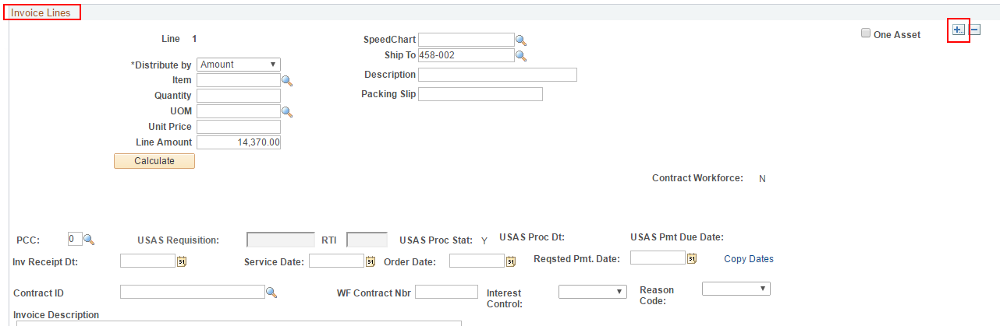 Invoice Lines
Line 1
SpeedChart
One Asset
Ship To 458-002
*Distribute by Amount
Item
Description
Quantity
Packing Slip
UOM
Unit Price
Line Amount 14,370.00
Calculate
Contract Workforce: N
PCC: 0 USAS Requisition: RTI USAS Proc Stat: Y USAS Proc Dt: USAS Pmt Due Date:
Inv Receipt Dt: Service Date: Order Date: Reqsted Pmt. Date: Copy Dates
Contract ID WF Contract Nbr Interest Control: Reason Code:
Invoice Description